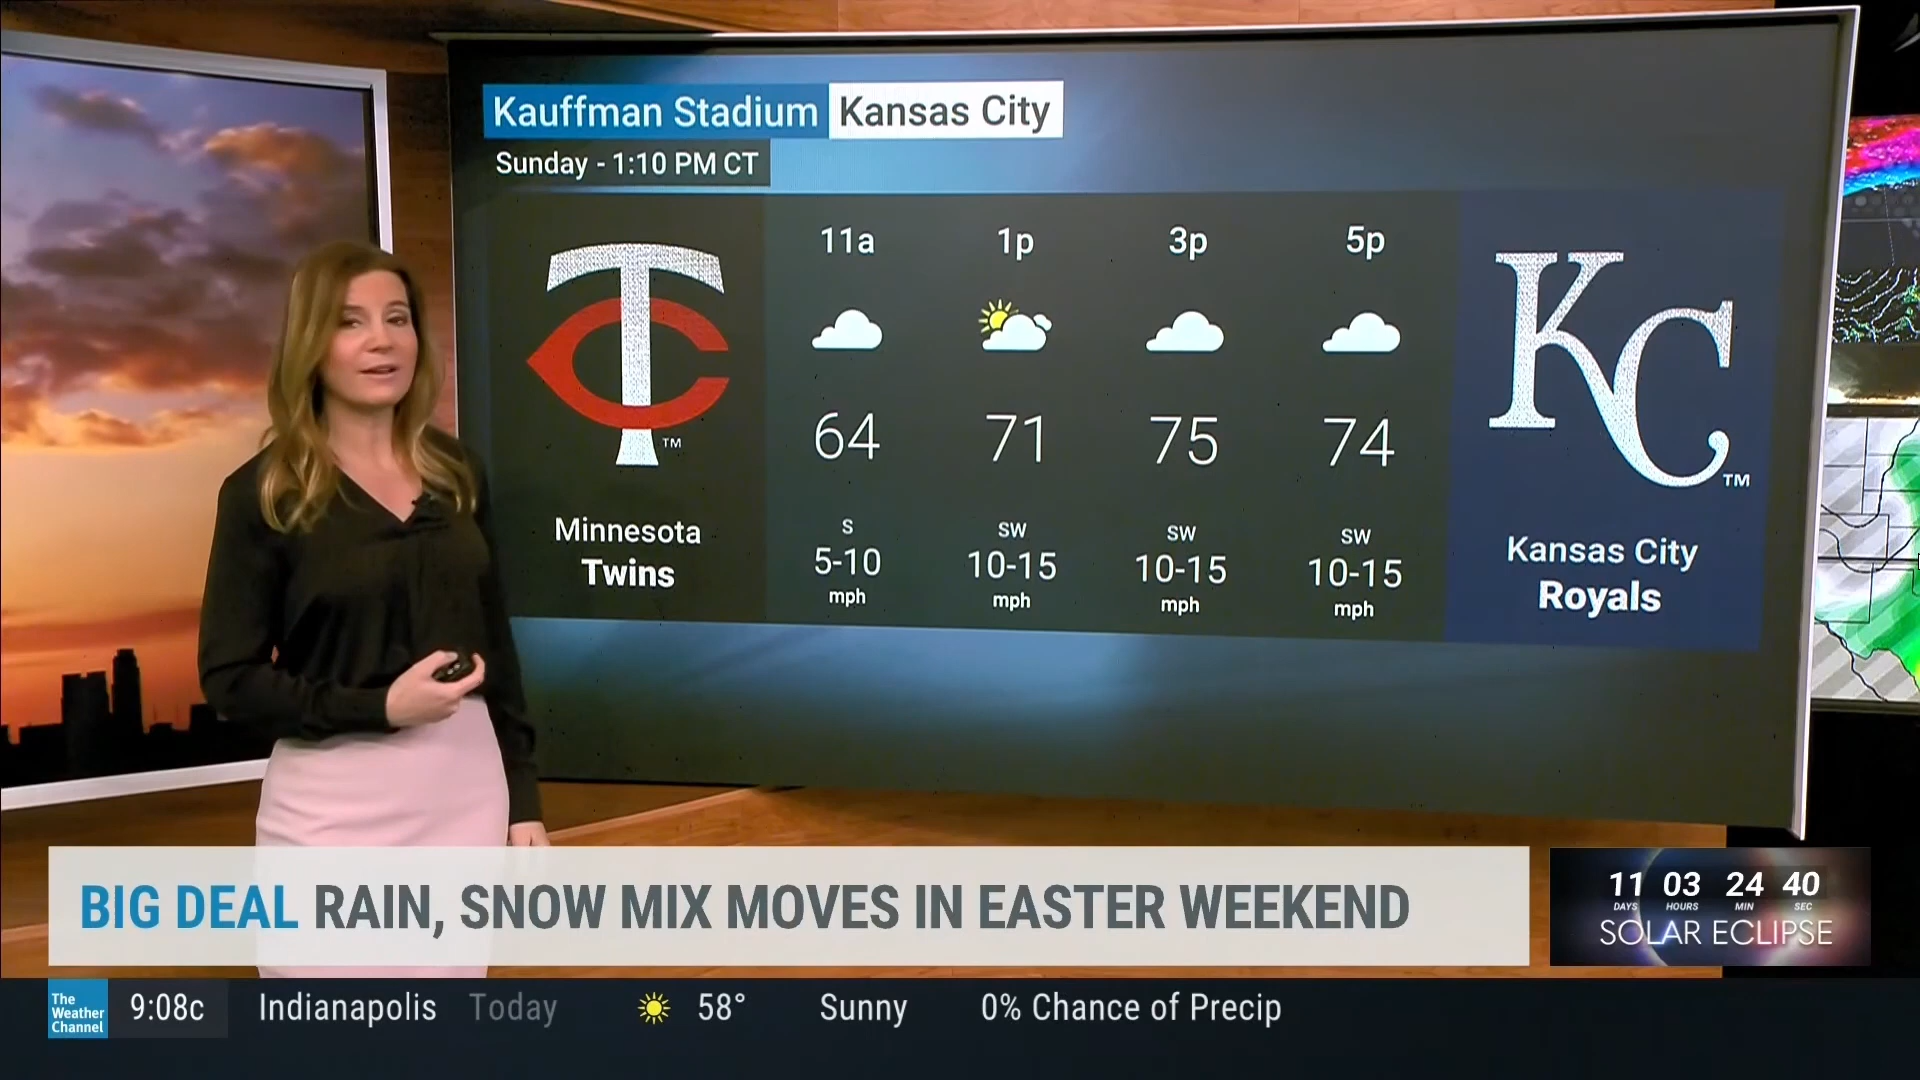 Kauffman Stadium Kansas City
Sunday - 1:10 PM CT
TC
TM
Minnesota
Twins
11a 1p 3p 5p
64 71 75 74
S SW SW SW
5-10 10-15 10-15 10-15
mph mph mph mph
KC
TM
Kansas City
Royals
BIG DEAL RAIN, SNOW MIX MOVES IN EASTER WEEKEND
11 03 24 40
DAYS HOURS MIN SEC
SOLAR ECLIPSE
The
Weather
Channel
9:08c Indianapolis Today 58° Sunny 0% Chance of Precip